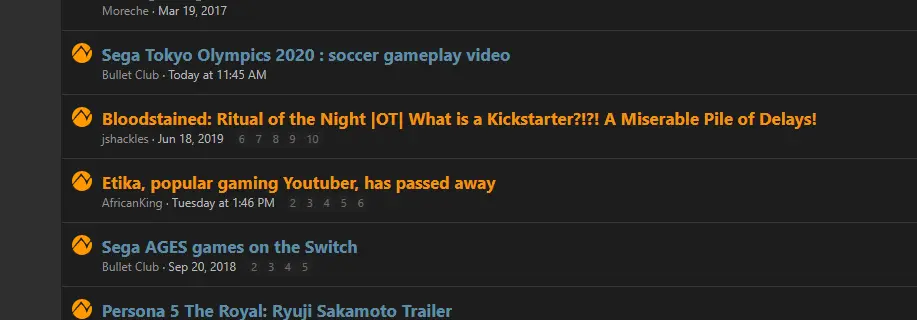 Moreche · Mar 19, 2017
Sega Tokyo Olympics 2020 : soccer gameplay video
Bullet Club · Today at 11:45 AM
Bloodstained: Ritual of the Night |OT| What is a Kickstarter?!?! A Miserable Pile of Delays!
jshackles · Jun 18, 2019 6 7 8 9 10
Etika, popular gaming Youtuber, has passed away
AfricanKing · Tuesday at 1:46 PM 2 3 4 5 6
Sega AGES games on the Switch
Bullet Club · Sep 20, 2018 2 3 4 5
Persona 5 The Royal: Ryuji Sakamoto Trailer